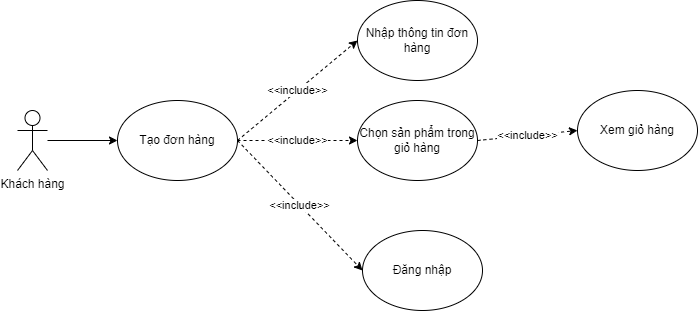 Nhập thông tin đơn
hàng
<<include>>
Khách hàng
Tạo đơn hàng
<<include>>
Chọn sản phẩm trong
giỏ hàng
<<include>>
Xem giỏ hàng
<<include>>
Đăng nhập